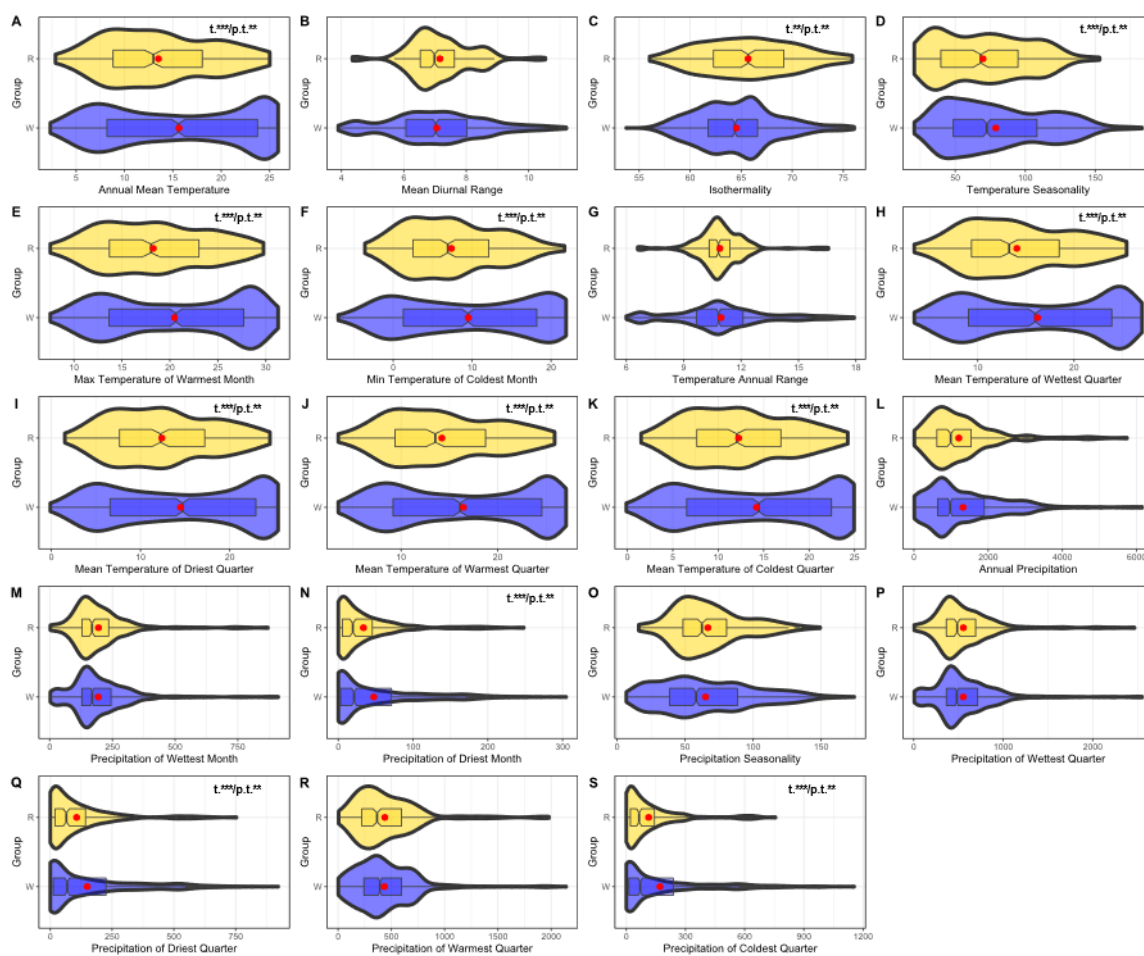 A t.***/p.t.** B C t.**/p.t.** D t.***/p.t.**
Group R W Group R W Group R W Group R W
5 10 15 20 25 4 6 8 10 55 60 65 70 75 50 100 150
Annual Mean Temperature Mean Diurnal Range Isothermality Temperature Seasonality
E t.***/p.t.** F t.***/p.t.** G H t.***/p.t.**
Group R W Group R W Group R W Group R W
10 15 20 25 30 0 10 20 6 9 12 15 18 10 20
Max Temperature of Warmest Month Min Temperature of Coldest Month Temperature Annual Range Mean Temperature of Wettest Quarter
I t.***/p.t.** J t.***/p.t.** K t.***/p.t.** L
Group R W Group R W Group R W Group R W
0 10 20 10 20 0 5 10 15 20 25 0 2000 4000 6000
Mean Temperature of Driest Quarter Mean Temperature of Warmest Quarter Mean Temperature of Coldest Quarter Annual Precipitation
M N t.***/p.t.** O P
Group R W Group R W Group R W Group R W
0 250 500 750 0 100 200 300 0 50 100 150 0 1000 2000
Precipitation of Wettest Month Precipitation of Driest Month Precipitation Seasonality Precipitation of Wettest Quarter
Q t.***/p.t.** R S t.***/p.t.**
Group R W Group R W Group R W
0 250 500 750 0 500 1000 1500 2000 0 300 600 900 1200
Precipitation of Driest Quarter Precipitation of Warmest Quarter Precipitation of Coldest Quarter